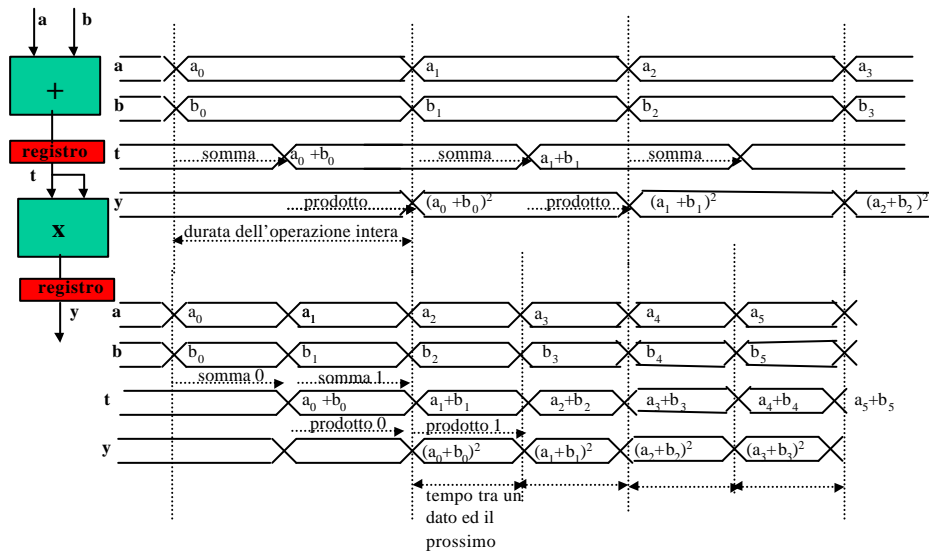 a b
+
registro
t
x
registro
y
a a₀ a₁ a₂ a₃
b b₀ b₁ b₂ b₃
t somma a₀ +b₀ somma a₁+b₁ somma
y prodotto (a₀ +b₀)² prodotto (a₁ +b₁)² (a₂+b₂ )²
durata dell'operazione intera
a a₀ a₁ a₂ a₃ a₄ a₅
b b₀ b₁ b₂ b₃ b₄ b₅
somma 0 somma 1
t a₀ +b₀ a₁+b₁ a₂+b₂ a₃+b₃ a₄+b₄ a₅+b₅
prodotto 0 prodotto 1
y (a₀+b₀)² (a₁+b₁)² (a₂+b₂)² (a₃+b₃)²
tempo tra un
dato ed il
prossimo